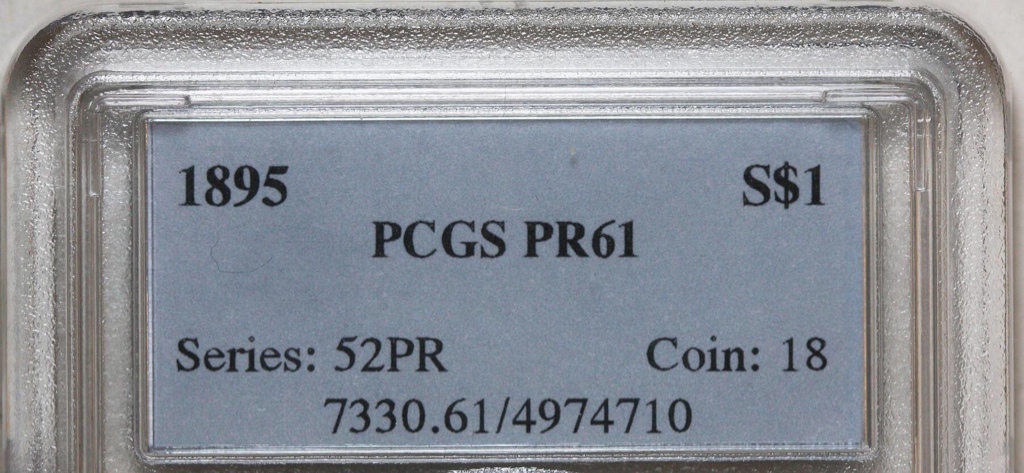 1895 S$1
PCGS PR61
Series: 52PR Coin: 18
7330.61/4974710